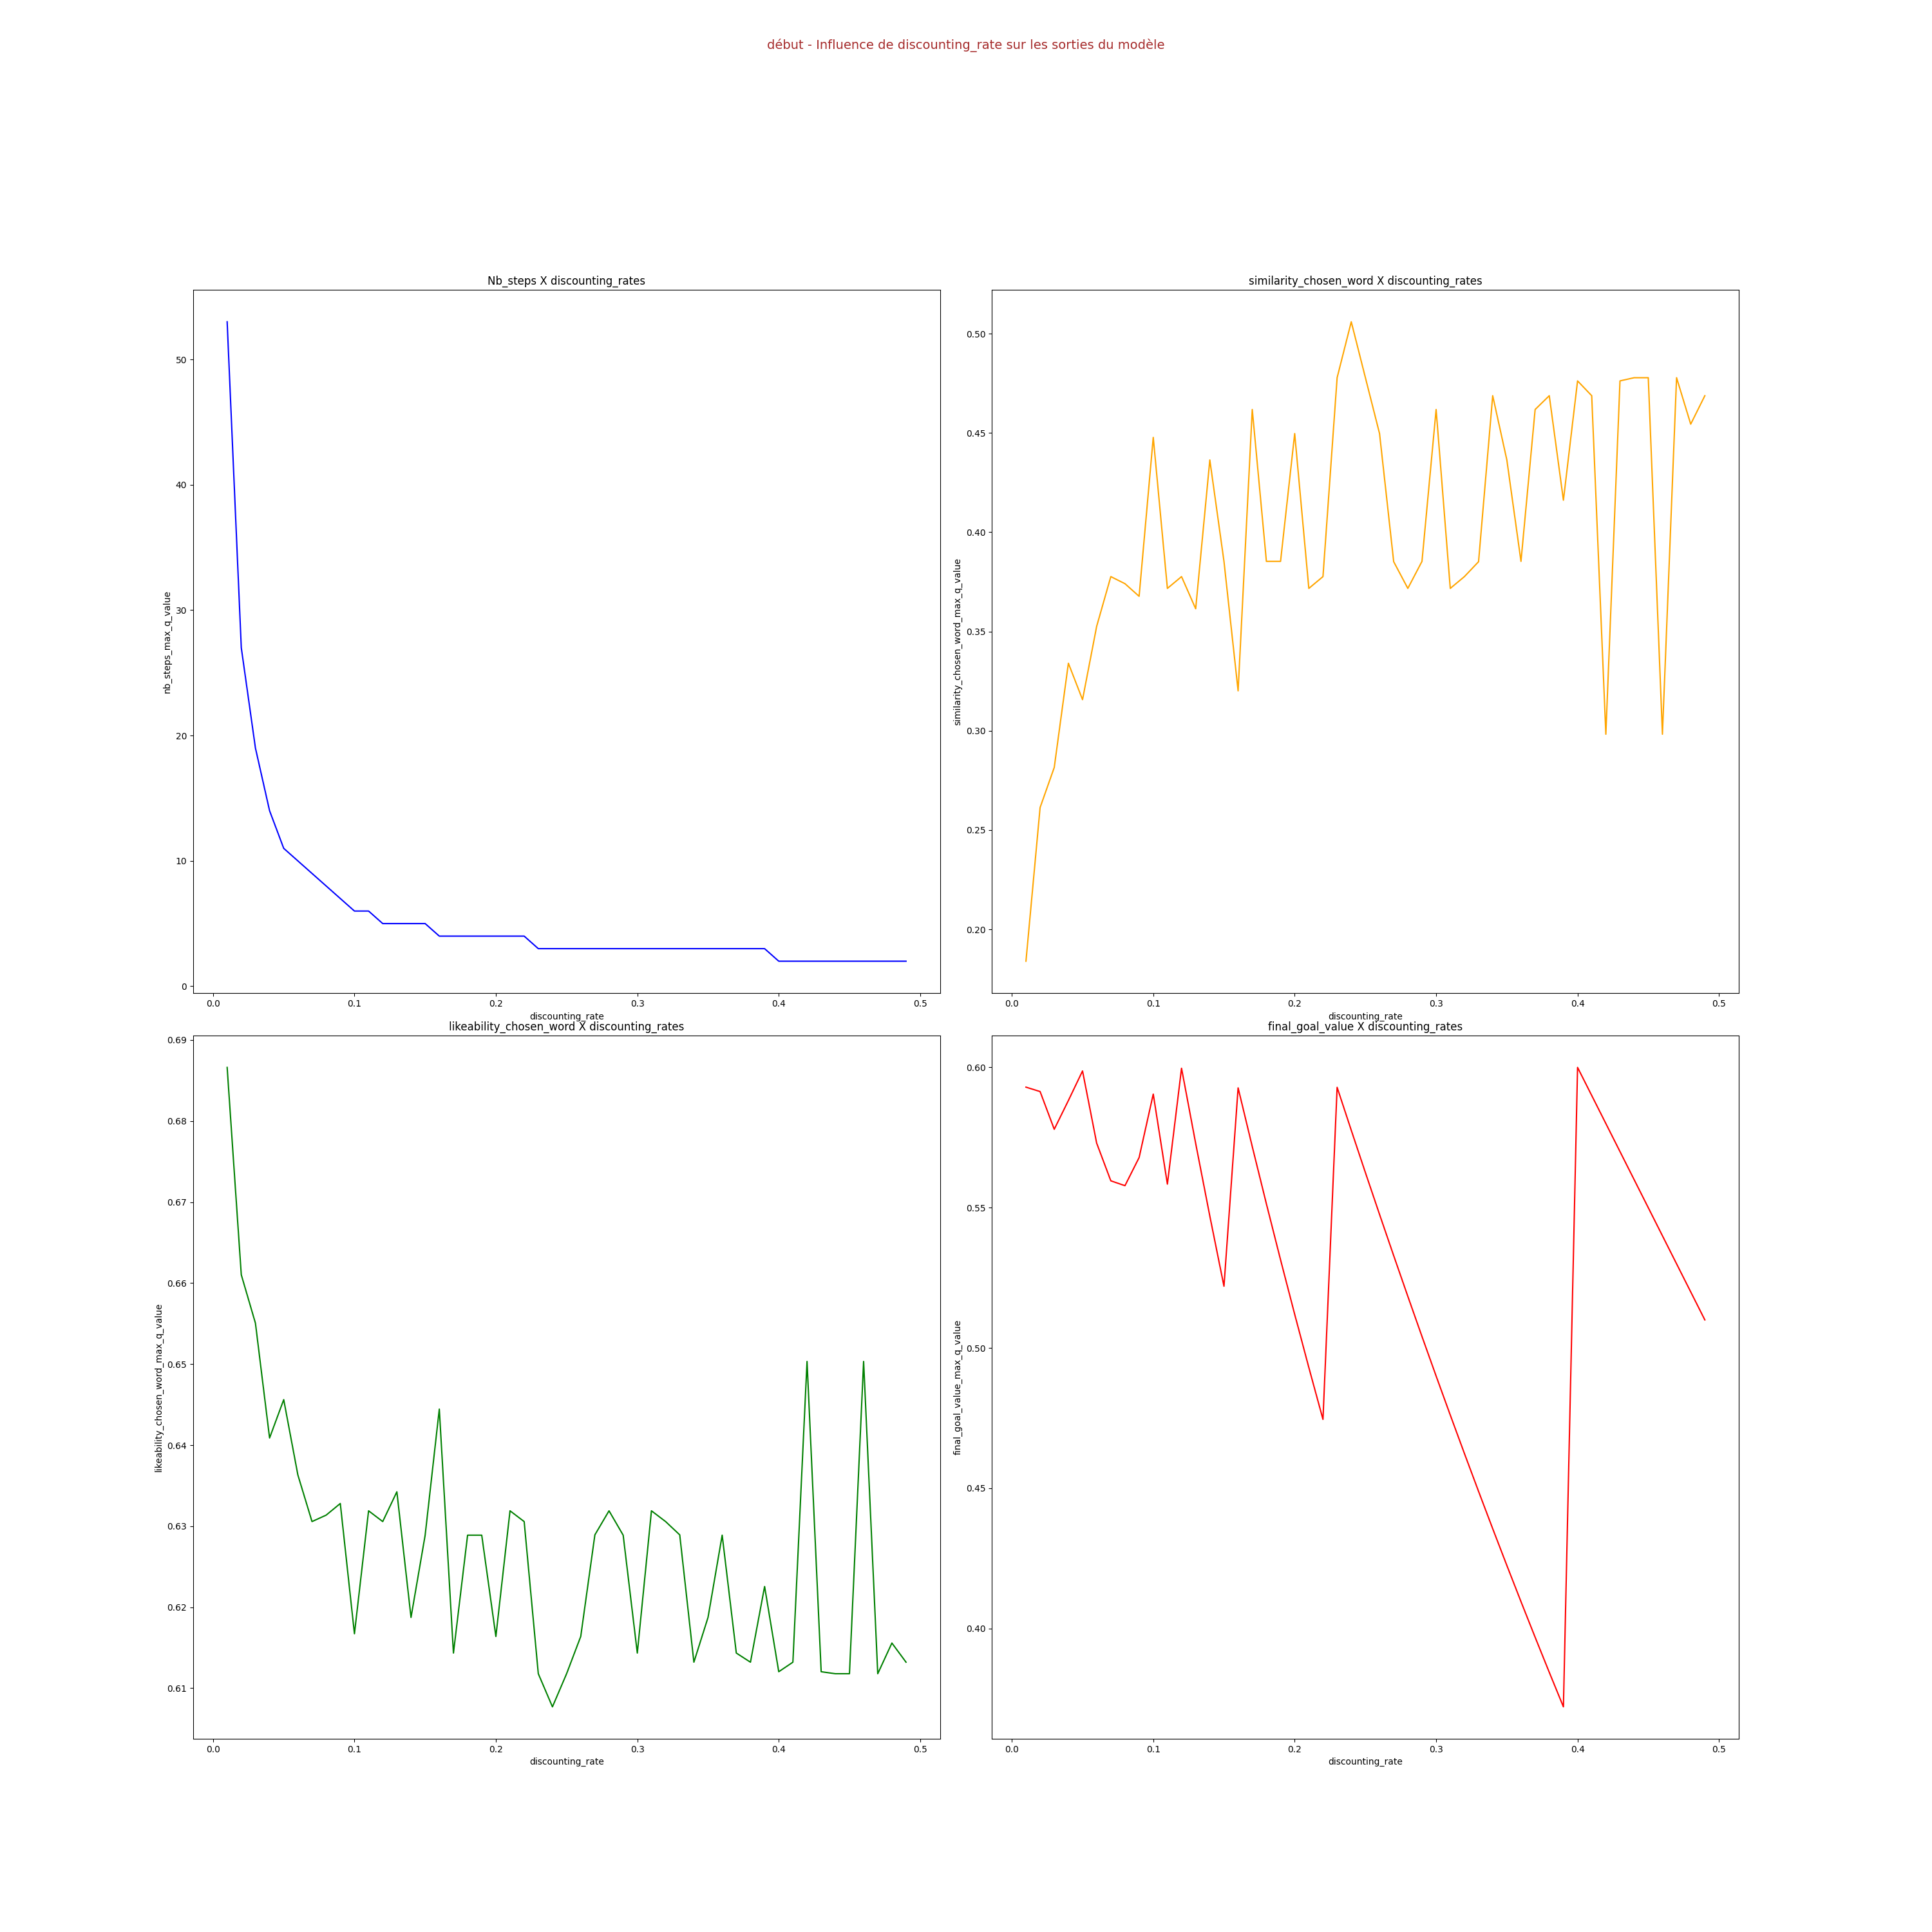 début - Influence de discounting_rate sur les sorties du modèle
Nb_steps X discounting_rates
nb_steps_max_q_value
50
40
30
20
10
0
0.0 0.1 0.2 0.3 0.4 0.5
discounting_rate
similarity_chosen_word X discounting_rates
similarity_chosen_word_max_q_value
0.50
0.45
0.40
0.35
0.30
0.25
0.20
0.0 0.1 0.2 0.3 0.4 0.5
discounting_rate
likeability_chosen_word X discounting_rates
likeability_chosen_word_max_q_value
0.69
0.68
0.67
0.66
0.65
0.64
0.63
0.62
0.61
0.0 0.1 0.2 0.3 0.4 0.5
discounting_rate
final_goal_value X discounting_rates
final_goal_value_max_q_value
0.60
0.55
0.50
0.45
0.40
0.0 0.1 0.2 0.3 0.4 0.5
discounting_rate